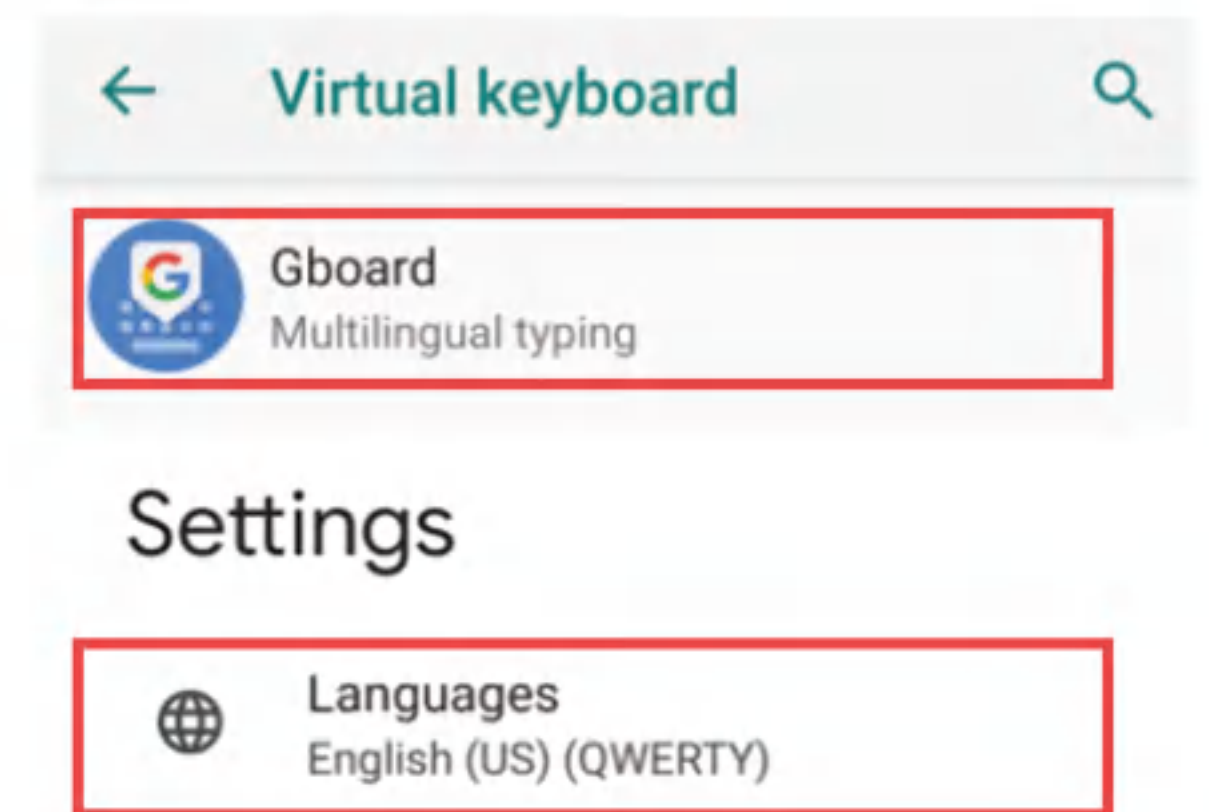 Virtual keyboard
Gboard
Multilingual typing
Settings
Languages
English (US) (QWERTY)